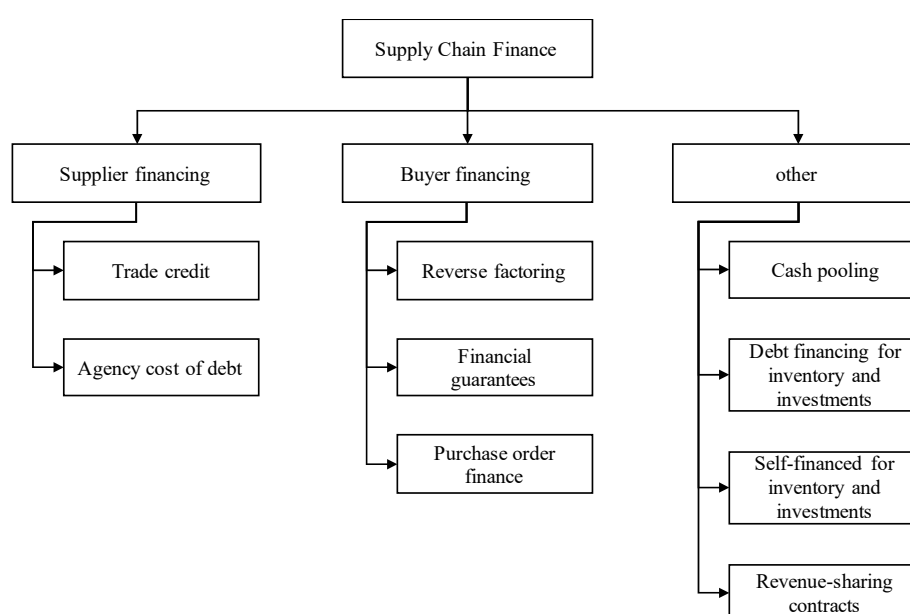 Supply Chain Finance
Supplier financing
Buyer financing
other
Trade credit
Reverse factoring
Cash pooling
Agency cost of debt
Financial
guarantees
Debt financing for
inventory and
investments
Purchase order
finance
Self-financed for
inventory and
investments
Revenue-sharing
contracts